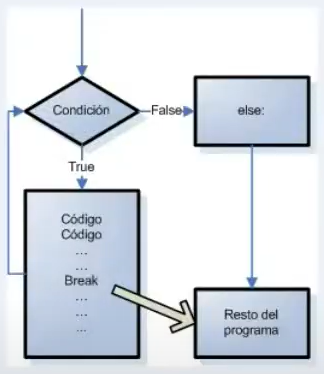 Condición
False
else:
True
Código
Código
...
...
Break
...
...
...
Resto del
programa